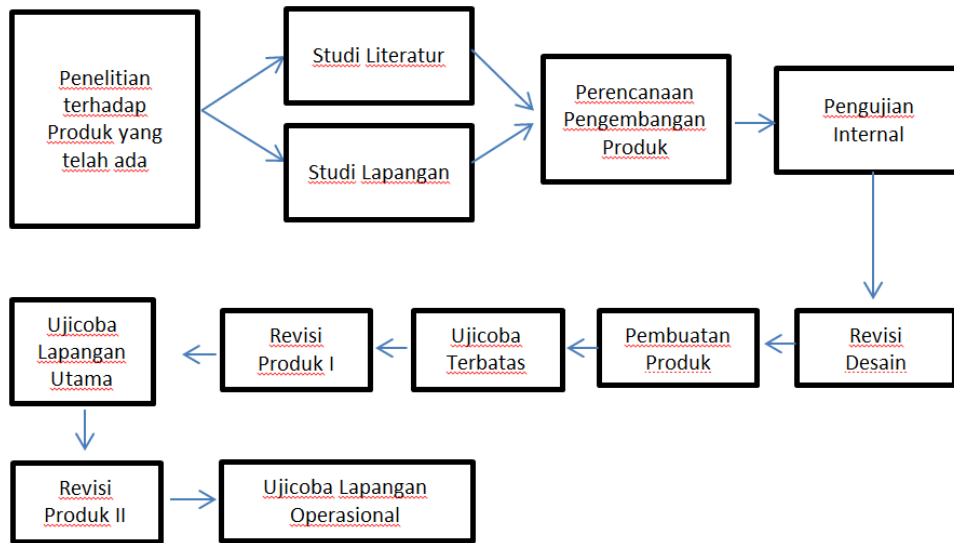 Penelitian
terhadap
Produk yang
telah ada
Studi Literatur
Studi Lapangan
Perencanaan
Pengembangan
Produk
Pengujian
Internal
Revisi
Desain
Pembuatan
Produk
Ujicoba
Terbatas
Revisi
Produk I
Ujicoba
Lapangan
Utama
Revisi
Produk II
Ujicoba Lapangan
Operasional